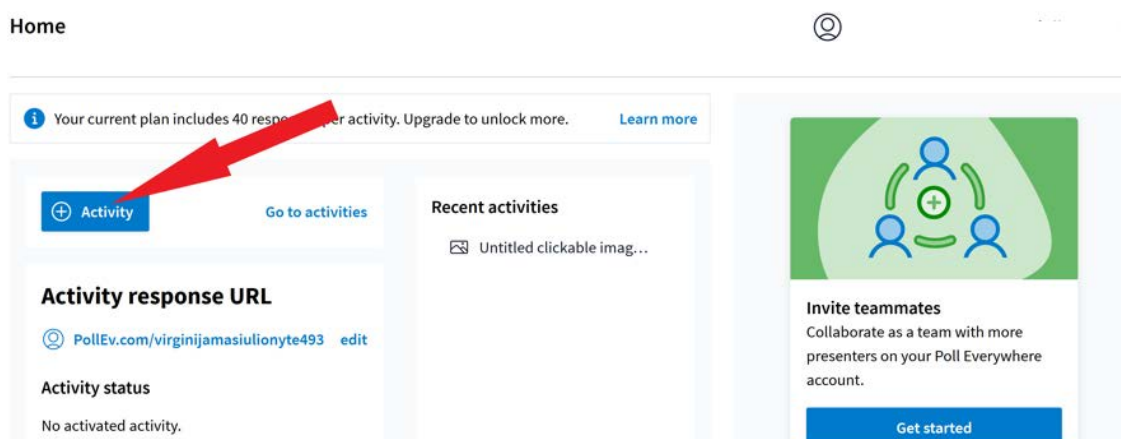 Home
Your current plan includes 40 per activity. Upgrade to unlock more. Learn more
Activity Go to activities
Activity response URL
PollEv.com/virginijamasiulionyte493 edit
Activity status
No activated activity.
Recent activities
Untitled clickable imag...
Invite teammates
Collaborate as a team with more
presenters on your Poll Everywhere
account.
Get started